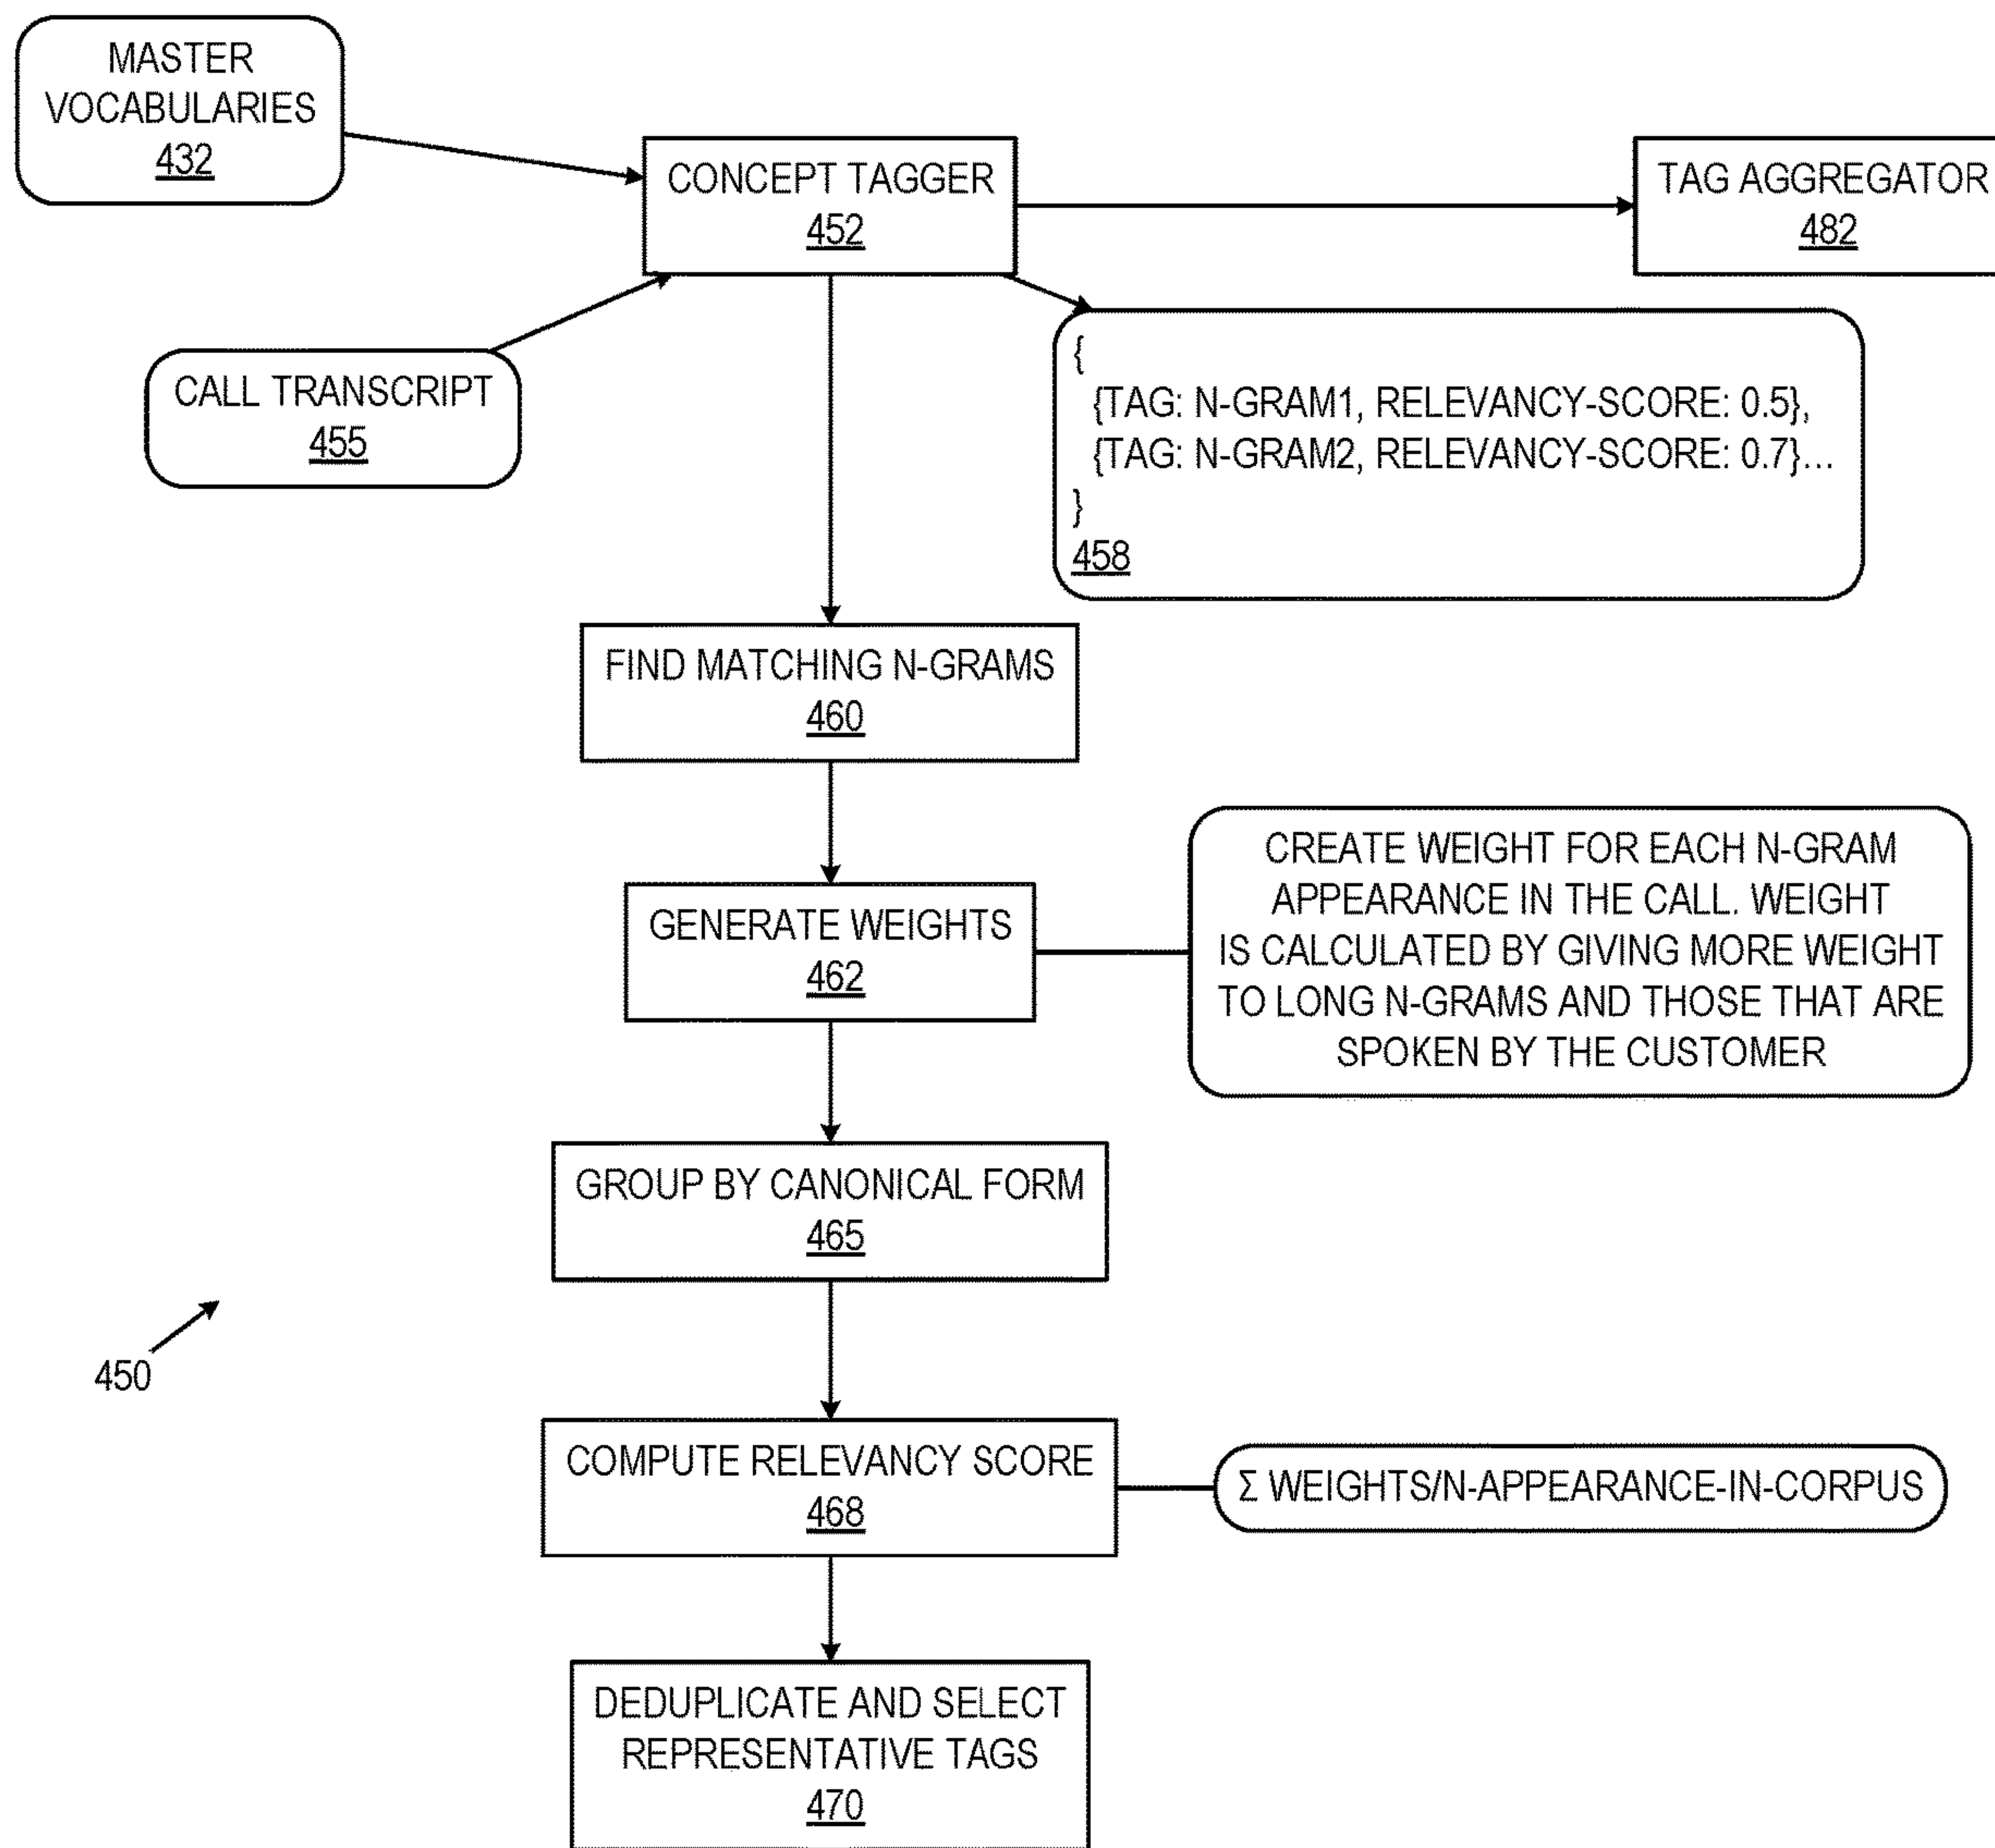 MASTER
VOCABULARIES
432
CONCEPT TAGGER
452
TAG AGGREGATOR
482
CALL TRANSCRIPT
455
{
{TAG: N-GRAM1, RELEVANCY-SCORE: 0.5},
{TAG: N-GRAM2, RELEVANCY-SCORE: 0.7}...
}
458
FIND MATCHING N-GRAMS
460
GENERATE WEIGHTS
462
CREATE WEIGHT FOR EACH N-GRAM
APPEARANCE IN THE CALL. WEIGHT
IS CALCULATED BY GIVING MORE WEIGHT
TO LONG N-GRAMS AND THOSE THAT ARE
SPOKEN BY THE CUSTOMER
GROUP BY CANONICAL FORM
465
450
COMPUTE RELEVANCY SCORE
468
Σ WEIGHTS/N-APPEARANCE-IN-CORPUS
DEDUPLICATE AND SELECT
REPRESENTATIVE TAGS
470